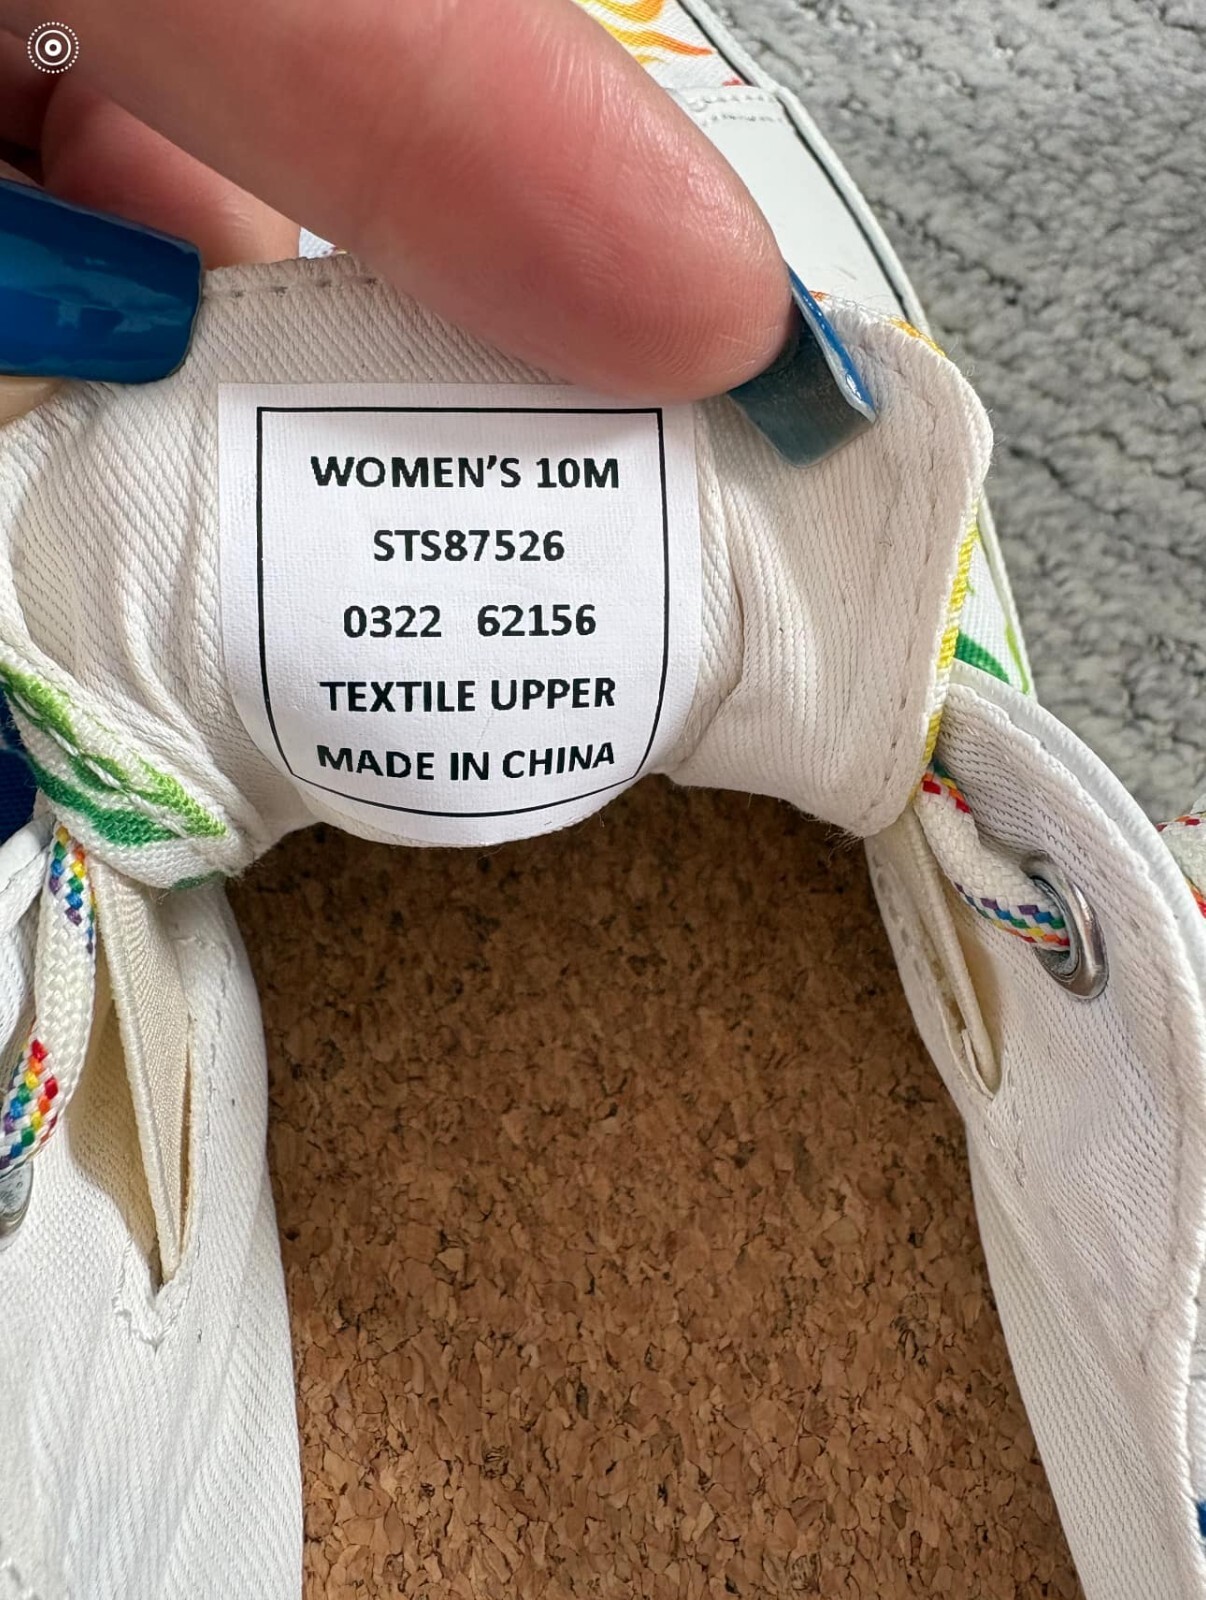 WOMEN'S 10M
STS87526
0322 62156
TEXTILE UPPER
MADE IN CHINA